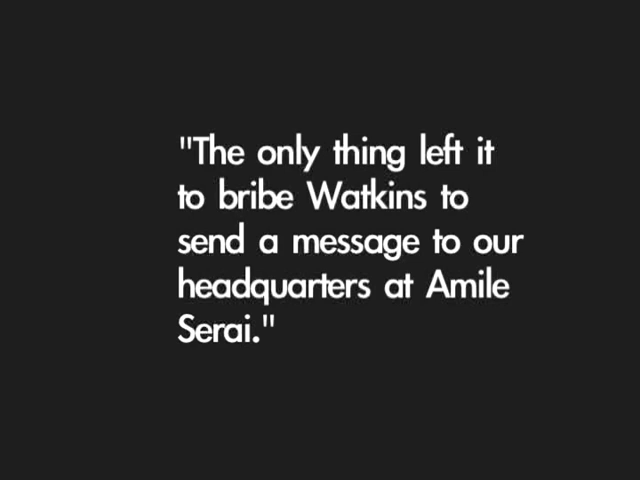 "The only thing left it
to bribe Watkins to
send a message to our
headquarters at Amile
Serai."